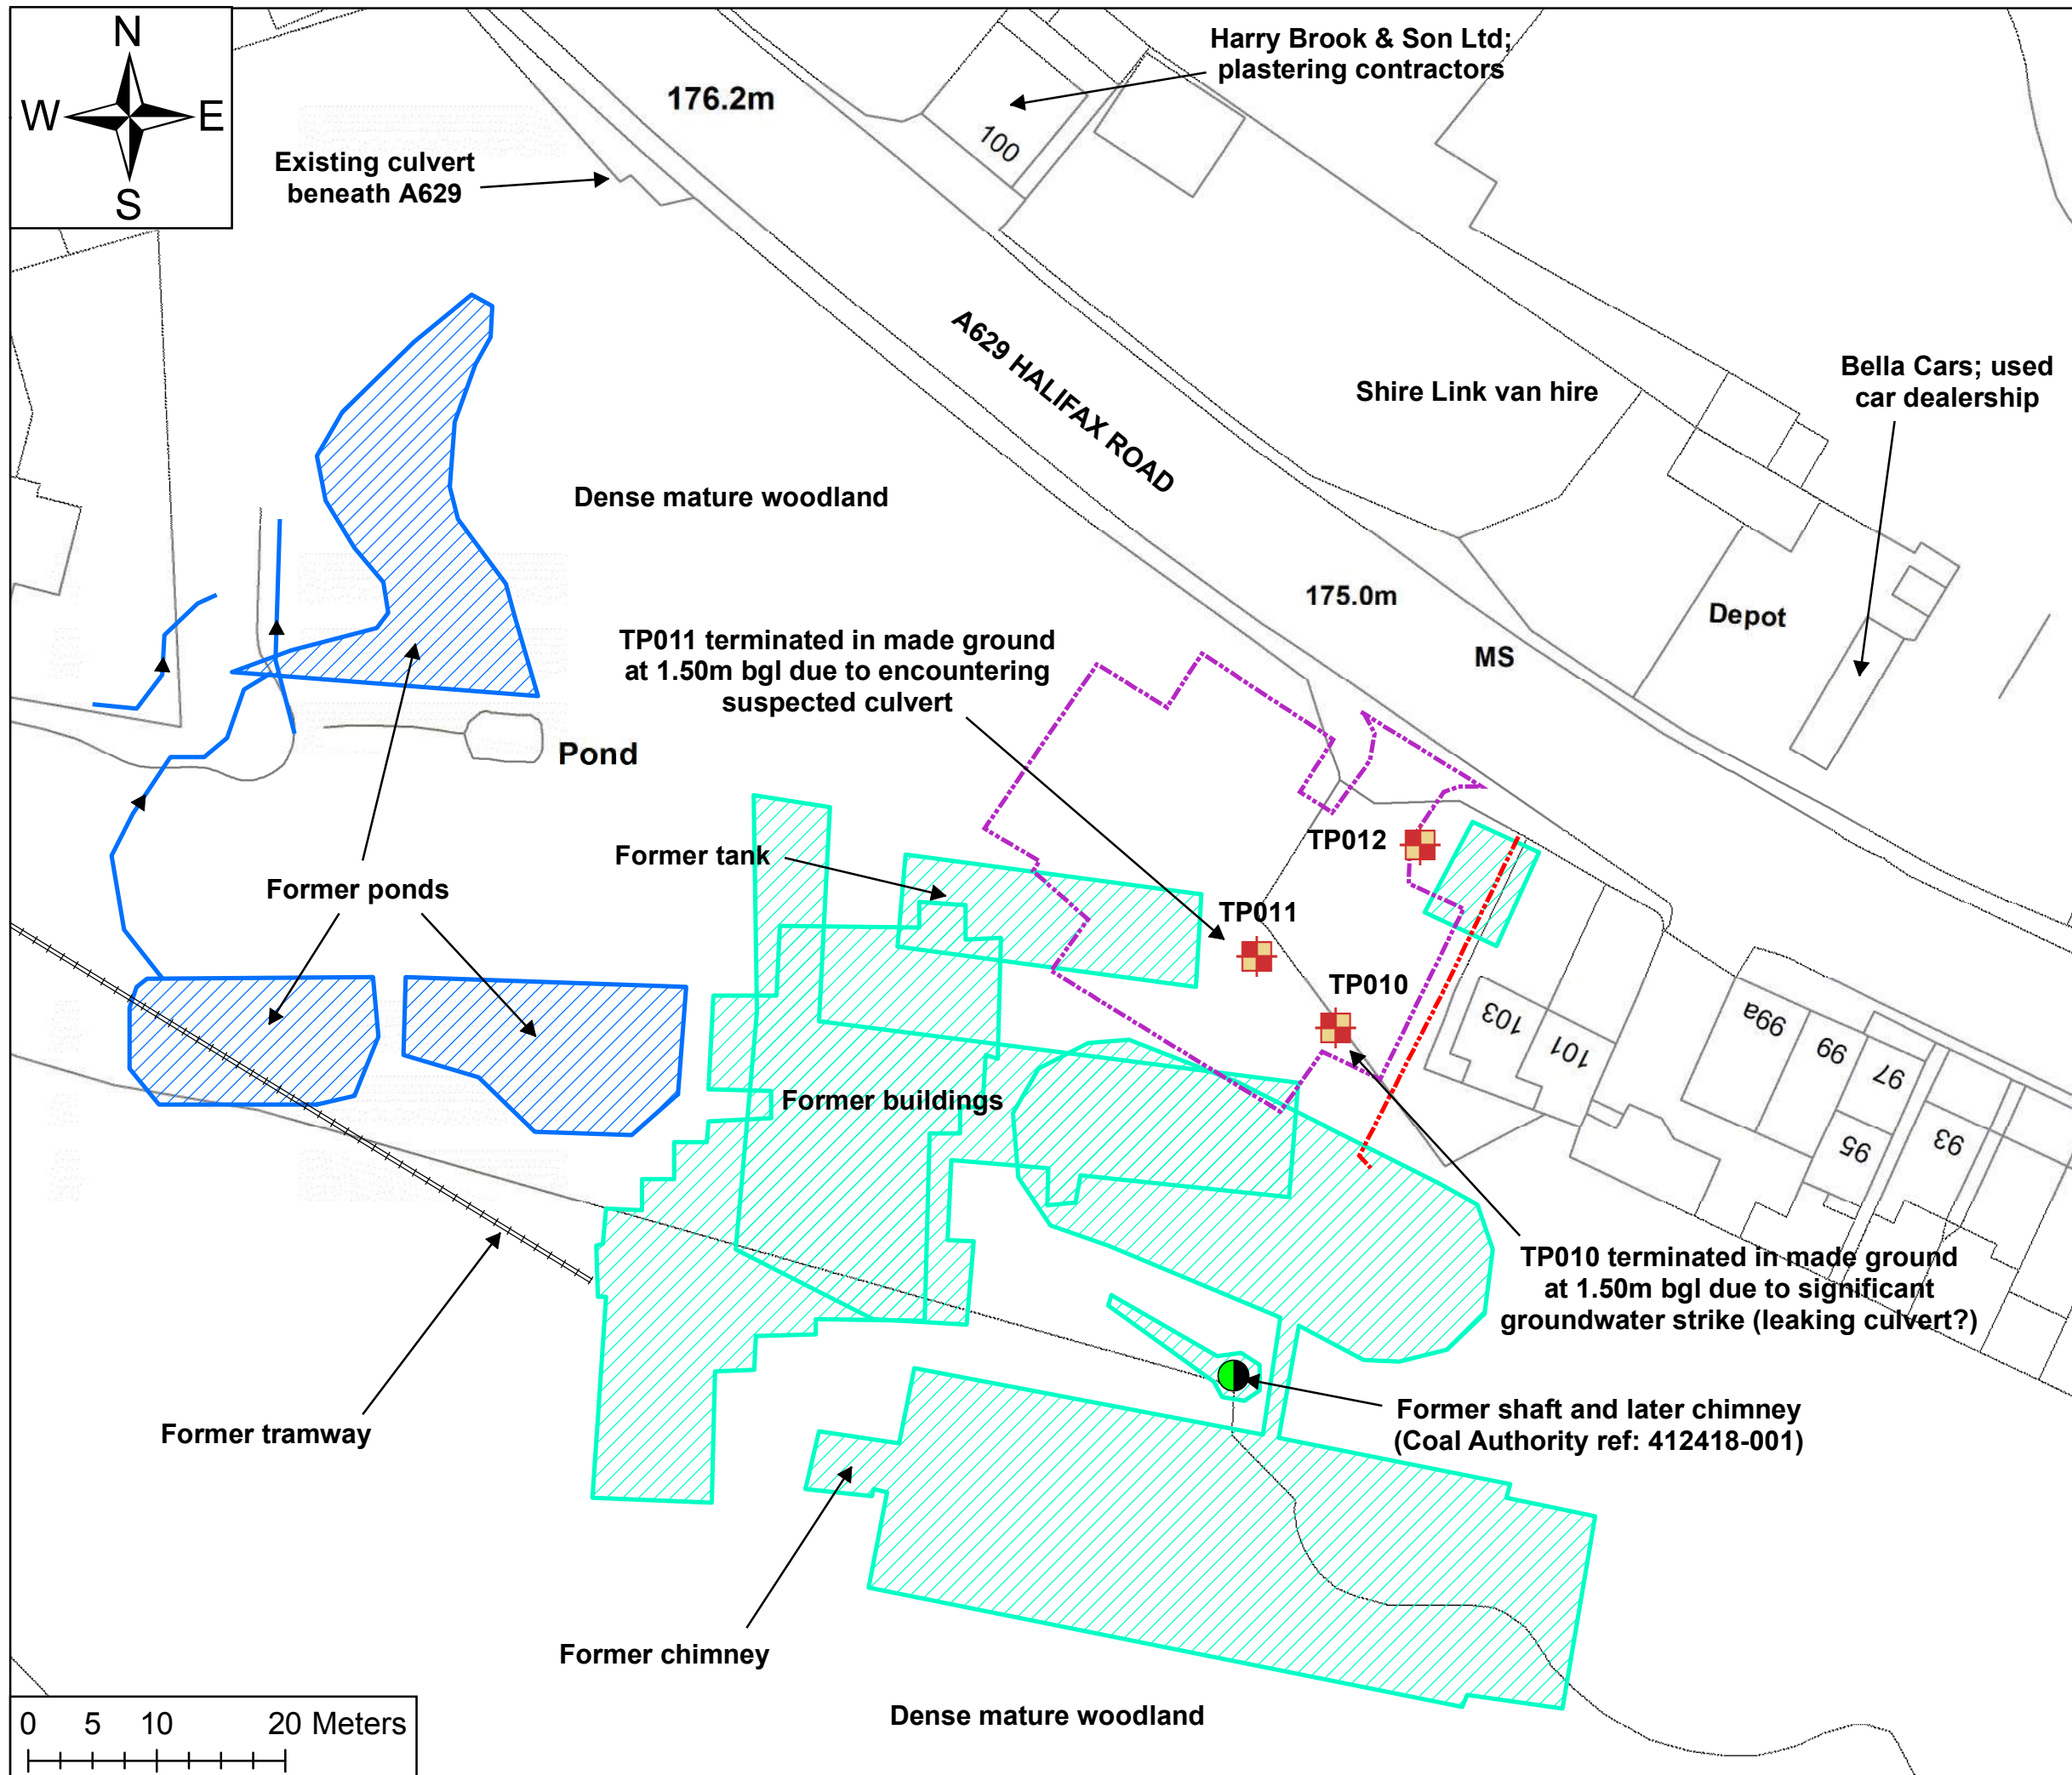 N
W E
S
Harry Brook & Son Ltd;
plastering contractors
176.2m
100
Existing culvert
beneath A629
A629 HALIFAX ROAD
Shire Link van hire
Bella Cars; used
car dealership
Dense mature woodland
175.0m
Depot
MS
TP011 terminated in made ground
at 1.50m bgl due to encountering
suspected culvert
Pond
Former tank
TP012
Former ponds
TP011
TP010
103
101
99a
99
97
95
93
Former buildings
TP010 terminated in made ground
at 1.50m bgl due to significant
groundwater strike (leaking culvert?)
Former shaft and later chimney
(Coal Authority ref: 412418-001)
Former tramway
Former chimney
Dense mature woodland
0 5 10 20 Meters